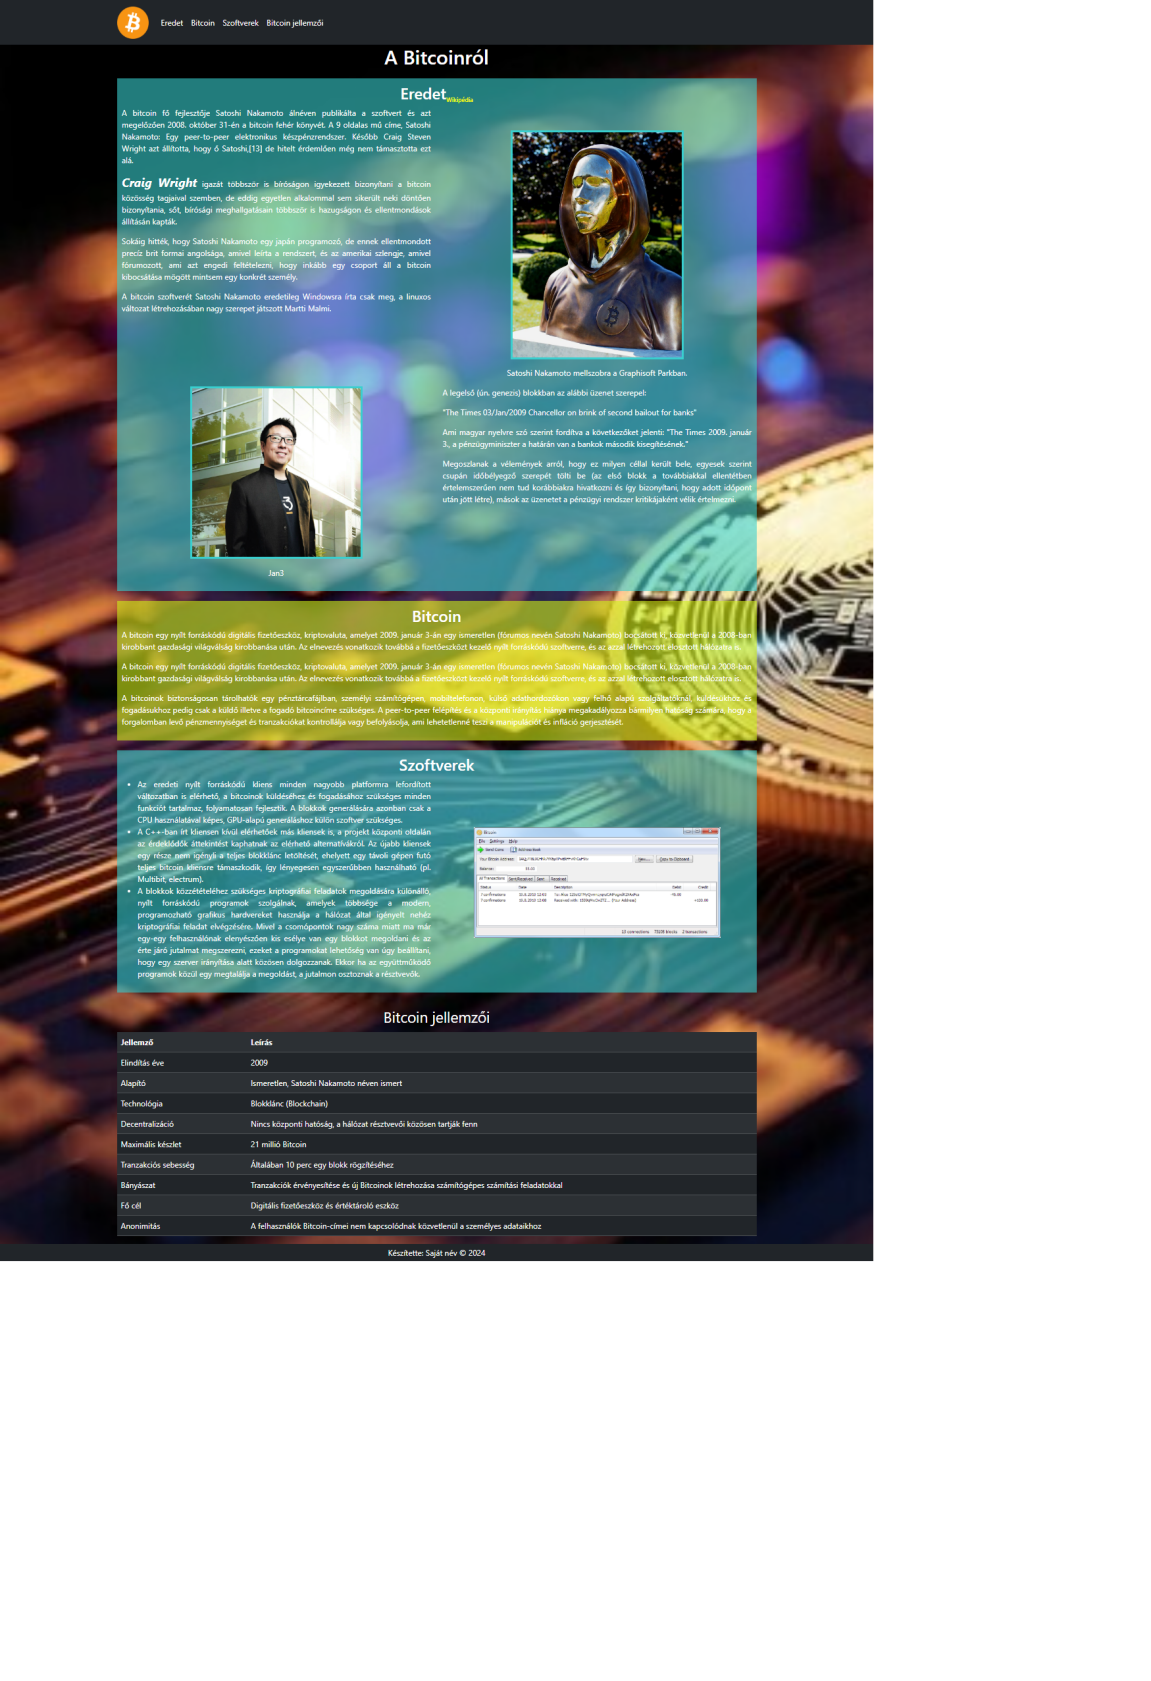 Eredet Bitcoin Szoftverek Bitcoin jellemzői
A Bitcoinról
Eredet Wikipédia
A bitcoin fő fejlesztője Satoshi Nakamoto álnéven publikálta a szoftvert és azt
megelőzően 2008. október 31-én a bitcoin fehér könyvét. A 9 oldalas mű címe, Satoshi
Nakamoto: Egy peer-to-peer elektronikus készpénzrendszer. Később Craig Steven
Wright azt állította, hogy ő Satoshi,[13] de hitelt érdemlően még nem támasztotta ezt
alá.
Craig Wright igazát többször is bíróságon igyekezett bizonyítani a bitcoin
közösség tagjaival szemben, de eddig egyetlen alkalommal sem sikerült neki döntően
bizonyítania, sőt, bírósági meghallgatásain többször is hazugságon és ellentmondások
állításán kapták.
Sokáig hitték, hogy Satoshi Nakamoto egy japán programozó, de ennek ellentmondott
precíz brit formai angolsága, amivel leírta a rendszert, és az amerikai szlengje, amivel
fórumozott, ami azt engedi feltételezni, hogy inkább egy csoport áll a bitcoin
kibocsátása mögött mintsem egy konkrét személy.
A bitcoin szoftverét Satoshi Nakamoto eredetileg Windowsra írta csak meg, a linuxos
változat létrehozásában nagy szerepet játszott Martti Malmi.
Satoshi Nakamoto mellszobra a Graphisoft Parkban.
Jan3
A legelső (ún. genezis) blokkban az alábbi üzenet szerepel:
"The Times 03/Jan/2009 Chancellor on brink of second bailout for banks"
Ami magyar nyelvre szó szerint fordítva a következőket jelenti: "The Times 2009. január
3., a pénzügyminiszter a határán van a bankok második kisegítésének."
Megoszlanak a vélemények arról, hogy ez milyen céllal került bele, egyesek szerint
csupán időbélyegző szerepét tölti be (az első blokk a továbbiakkal ellentétben
értelemszerűen nem tud korábbiakra hivatkozni és így bizonyítani, hogy adott időpont
után jött létre), mások az üzenetet a pénzügyi rendszer kritikájaként vélik értelmezni.
Bitcoin
A bitcoin egy nyílt forráskódú digitális fizetőeszköz, kriptovaluta, amelyet 2009. január 3-án egy ismeretlen (fórumos nevén Satoshi Nakamoto) bocsátott ki, közvetlenül a 2008-ban
kirobbant gazdasági világválság kirobbanása után. Az elnevezés vonatkozik továbbá a fizetőeszközt kezelő nyílt forráskódú szoftverre, és az azzal létrehozott elosztott hálózatra is.
A bitcoin egy nyílt forráskódú digitális fizetőeszköz, kriptovaluta, amelyet 2009. január 3-án egy ismeretlen (fórumos nevén Satoshi Nakamoto) bocsátott ki, közvetlenül a 2008-ban
kirobbant gazdasági világválság kirobbanása után. Az elnevezés vonatkozik továbbá a fizetőeszközt kezelő nyílt forráskódú szoftverre, és az azzal létrehozott elosztott hálózatra is.
A bitcoinok biztonságosan tárolhatók egy pénztárcafájlban, személyi számítógépen, mobiltelefonon, külső adathordozókon vagy felhő alapú szolgáltatóknál, küldésükhöz és
fogadásukhoz pedig csak a küldő illetve a fogadó bitcoincíme szükséges. A peer-to-peer felépítés és a központi irányítás hiánya megakadályozza bármilyen hatóság számára, hogy a
forgalomban levő pénzmennyiséget és tranzakciókat kontrollálja vagy befolyásolja, ami lehetetlenné teszi a manipulációt és infláció gerjesztését.
Szoftverek
Az eredeti nyílt forráskódú kliens minden nagyobb platformra lefordított
változatban is elérhető, a bitcoinok küldéséhez és fogadásához szükséges minden
funkciót tartalmaz, folyamatosan fejlesztik. A blokkok generálására azonban csak a
CPU használatával képes, GPU-alapú generáláshoz külön szoftver szükséges.
A C++-ban írt kliensen kívül elérhetőek más kliensek is, a projekt központi oldalán
az érdeklődők áttekintést kaphatnak az elérhető alternatívákról. Az újabb kliensek
egy része nem igényli a teljes blokklánc letöltését, ehelyett egy távoli gépen futó
teljes bitcoin kliensre támaszkodik, így lényegesen egyszerűbben használható (pl.
Multibit, electrum).
A blokkok közzétételéhez szükséges kriptográfiai feladatok megoldására különálló,
nyílt forráskódú programok szolgálnak, amelyek többsége a modern,
programozható grafikus hardvereket használja a hálózat által igényelt nehéz
kriptográfiai feladat elvégzésére. Mivel a csomópontok nagy száma miatt ma már
egy-egy felhasználónak elenyészően kis esélye van egy blokkot megoldani és az
érte járó jutalmat megszerezni, ezeket a programokat lehetőség van úgy beállítani,
hogy egy szerver irányítása alatt közösen dolgozzanak. Ekkor ha az együttműködő
programok közül egy megtalálja a megoldást, a jutalmon osztoznak a résztvevők.
Bitcoin
File Settings Help
Send Coins Address Book
Your Bitcoin Address:
New... Copy to Clipboard
Balance:
All Transactions Sent/Received Sent Received
Status Date Description Debit Credit
Bitcoin jellemzői
Jellemző Leírás
Elindítás éve 2009
Alapító Ismeretlen, Satoshi Nakamoto néven ismert
Technológia Blokklánc (Blockchain)
Decentralizáció Nincs központi hatóság, a hálózat résztvevői közösen tartják fenn
Maximális készlet 21 millió Bitcoin
Tranzakciós sebesség Általában 10 perc egy blokk rögzítéséhez
Bányászat Tranzakciók érvényesítése és új Bitcoinok létrehozása számítógépes számítási feladatokkal
Fő cél Digitális fizetőeszköz és értéktároló eszköz
Anonimitás A felhasználók Bitcoin-címei nem kapcsolódnak közvetlenül a személyes adataikhoz
Készítette: Saját név © 2024